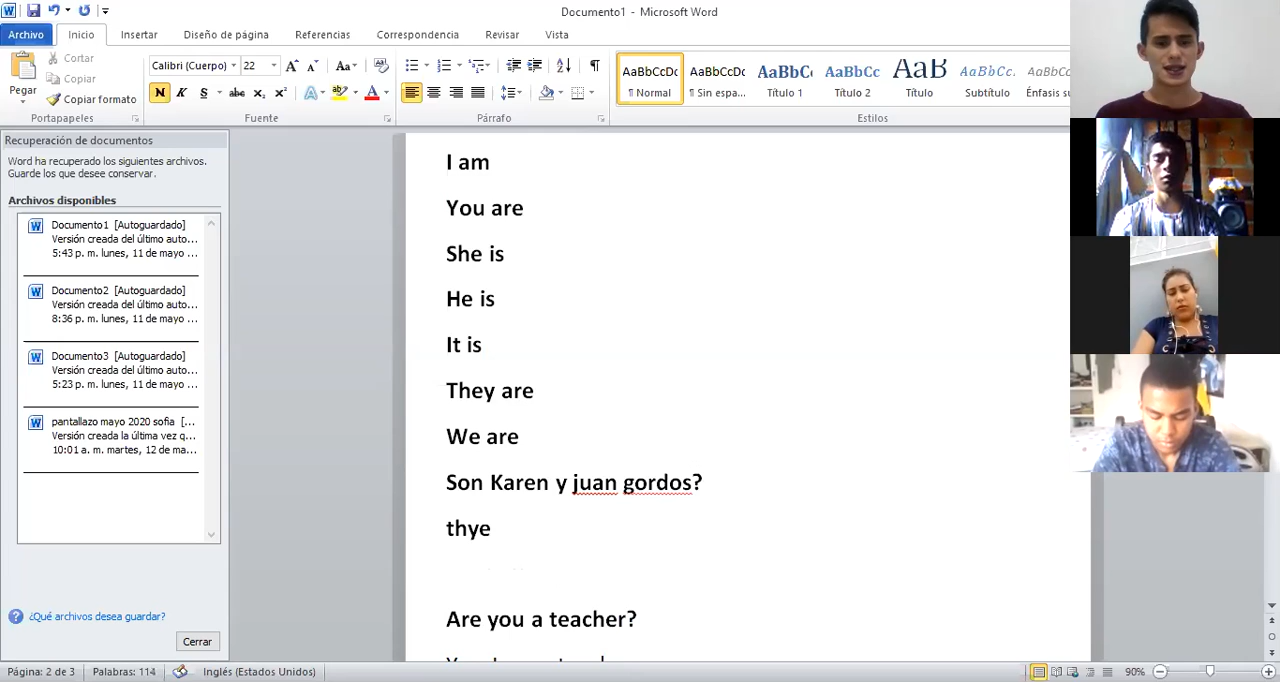 Documento1 - Microsoft Word
Archivo Inicio Insertar Diseño de página Referencias Correspondencia Revisar Vista
Pegar
Cortar
Copiar
Copiar formato
Portapapeles
Calibri (Cuerpo) 22
Fuente
Párrafo
AaBbCcDc AaBbCcDc AaBbC AaBbCc AaB AaBbCc. AaBbCc
¶ Normal ¶ Sin espa... Título 1 Título 2 Título Subtítulo Énfasis su
Estilos
Recuperación de documentos
Word ha recuperado los siguientes archivos.
Guarde los que desee conservar.
Archivos disponibles
Documento1 [Autoguardado]
Versión creada del último auto...
5:43 p. m. lunes, 11 de mayo ...
Documento2 [Autoguardado]
Versión creada del último auto...
8:36 p. m. lunes, 11 de mayo ...
Documento3 [Autoguardado]
Versión creada del último auto...
5:23 p. m. lunes, 11 de mayo ...
pantallazo mayo 2020 sofia [...
Versión creada la última vez q...
10:01 a. m. martes, 12 de ma...
¿Qué archivos desea guardar?
Cerrar
I am
You are
She is
He is
It is
They are
We are
Son Karen y juan gordos?
thye
Are you a teacher?
Página: 2 de 3 Palabras: 114 Inglés (Estados Unidos) 90%